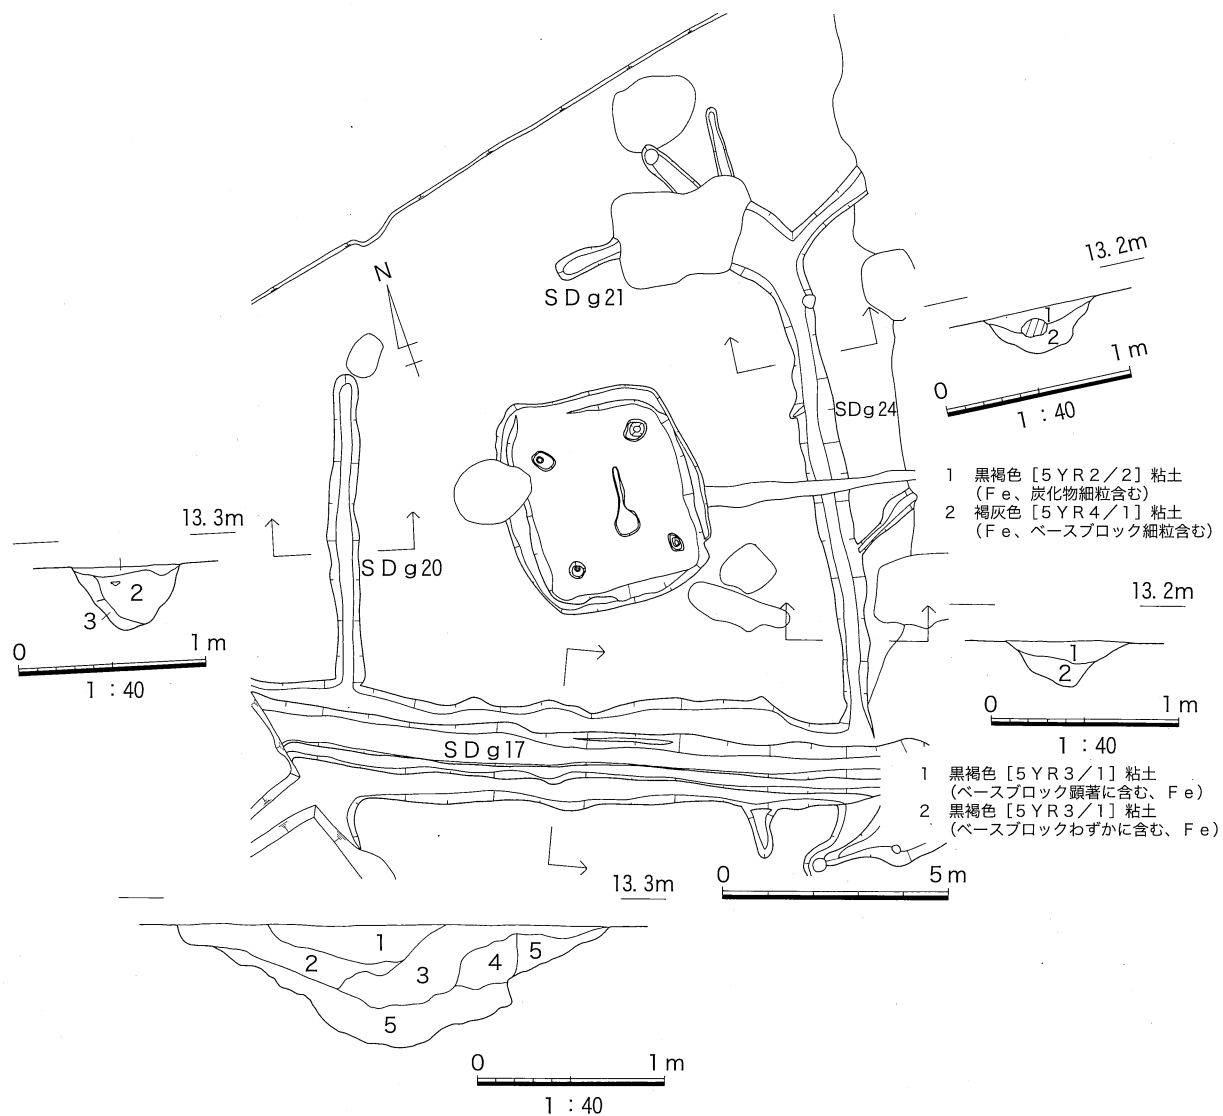 N
SDg21
13.2m
1
2
0 1m
1:40
SDg24
1 黒褐色［5YR2／2］粘土
（Fe、炭化物細粒含む）
2 褐灰色［5YR4／1］粘土
（Fe、ベースブロック細粒含む）
13.3m
SDg20
2
3
0 1m
1:40
13.2m
1
2
0 1m
1:40
SDg17
1 黒褐色［5YR3／1］粘土
（ベースブロック顕著に含む、Fe）
2 黒褐色［5YR3／1］粘土
（ベースブロックわずかに含む、Fe）
0 5m
13.3m
1
2
3
4
5
5
0 1m
1:40